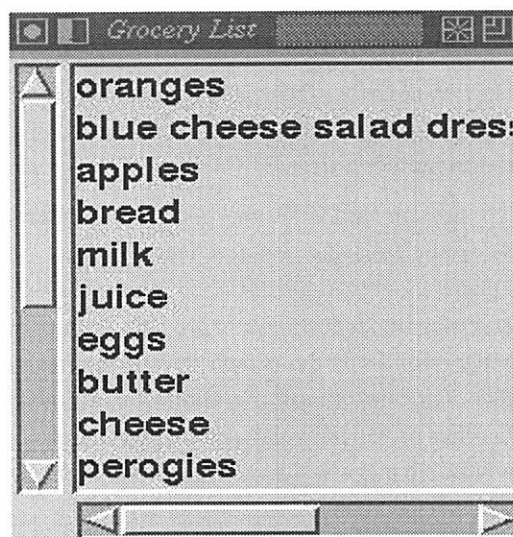 Grocery List
oranges
blue cheese salad dress
apples
bread
milk
juice
eggs
butter
cheese
perogies